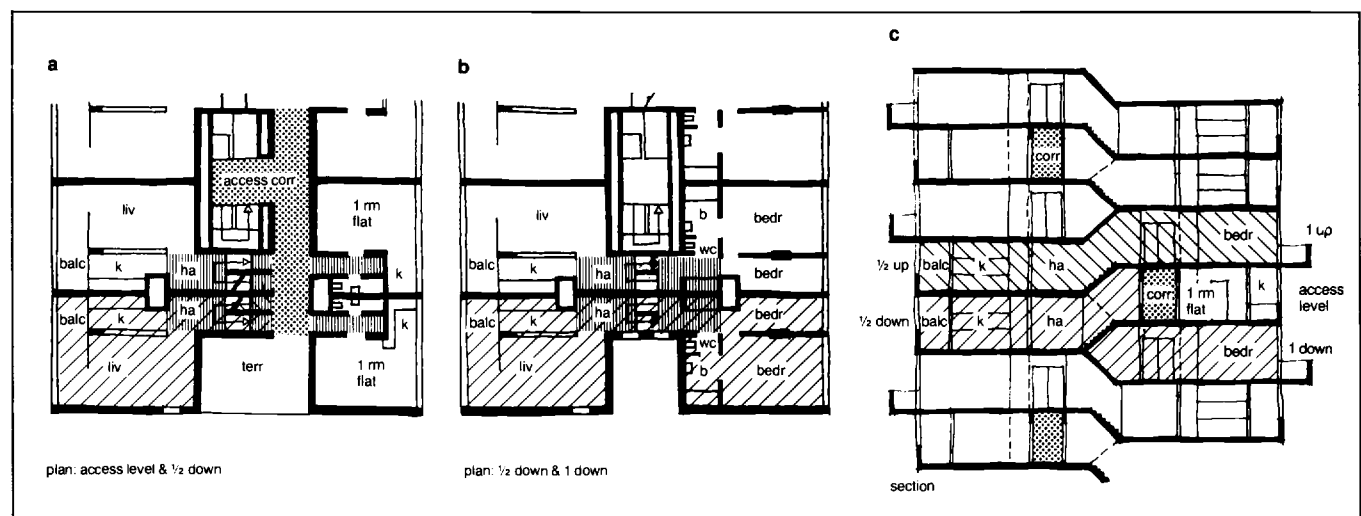 a
access corr.
liv
1 rm
flat
balc
k
ha
k
balc
k
ha
k
liv
terr
1 rm
flat
plan: access level & ½ down
b
liv
b
bedr
wc
balc
k
ha
bedr
balc
k
ha
bedr
wc
liv
b
bedr
plan: ½ down & 1 down
c
corr
bedr
1 up
½ up
balc
k
ha
corr
1 rm
flat
k
access
level
½ down
balc
k
ha
bedr
1 down
section